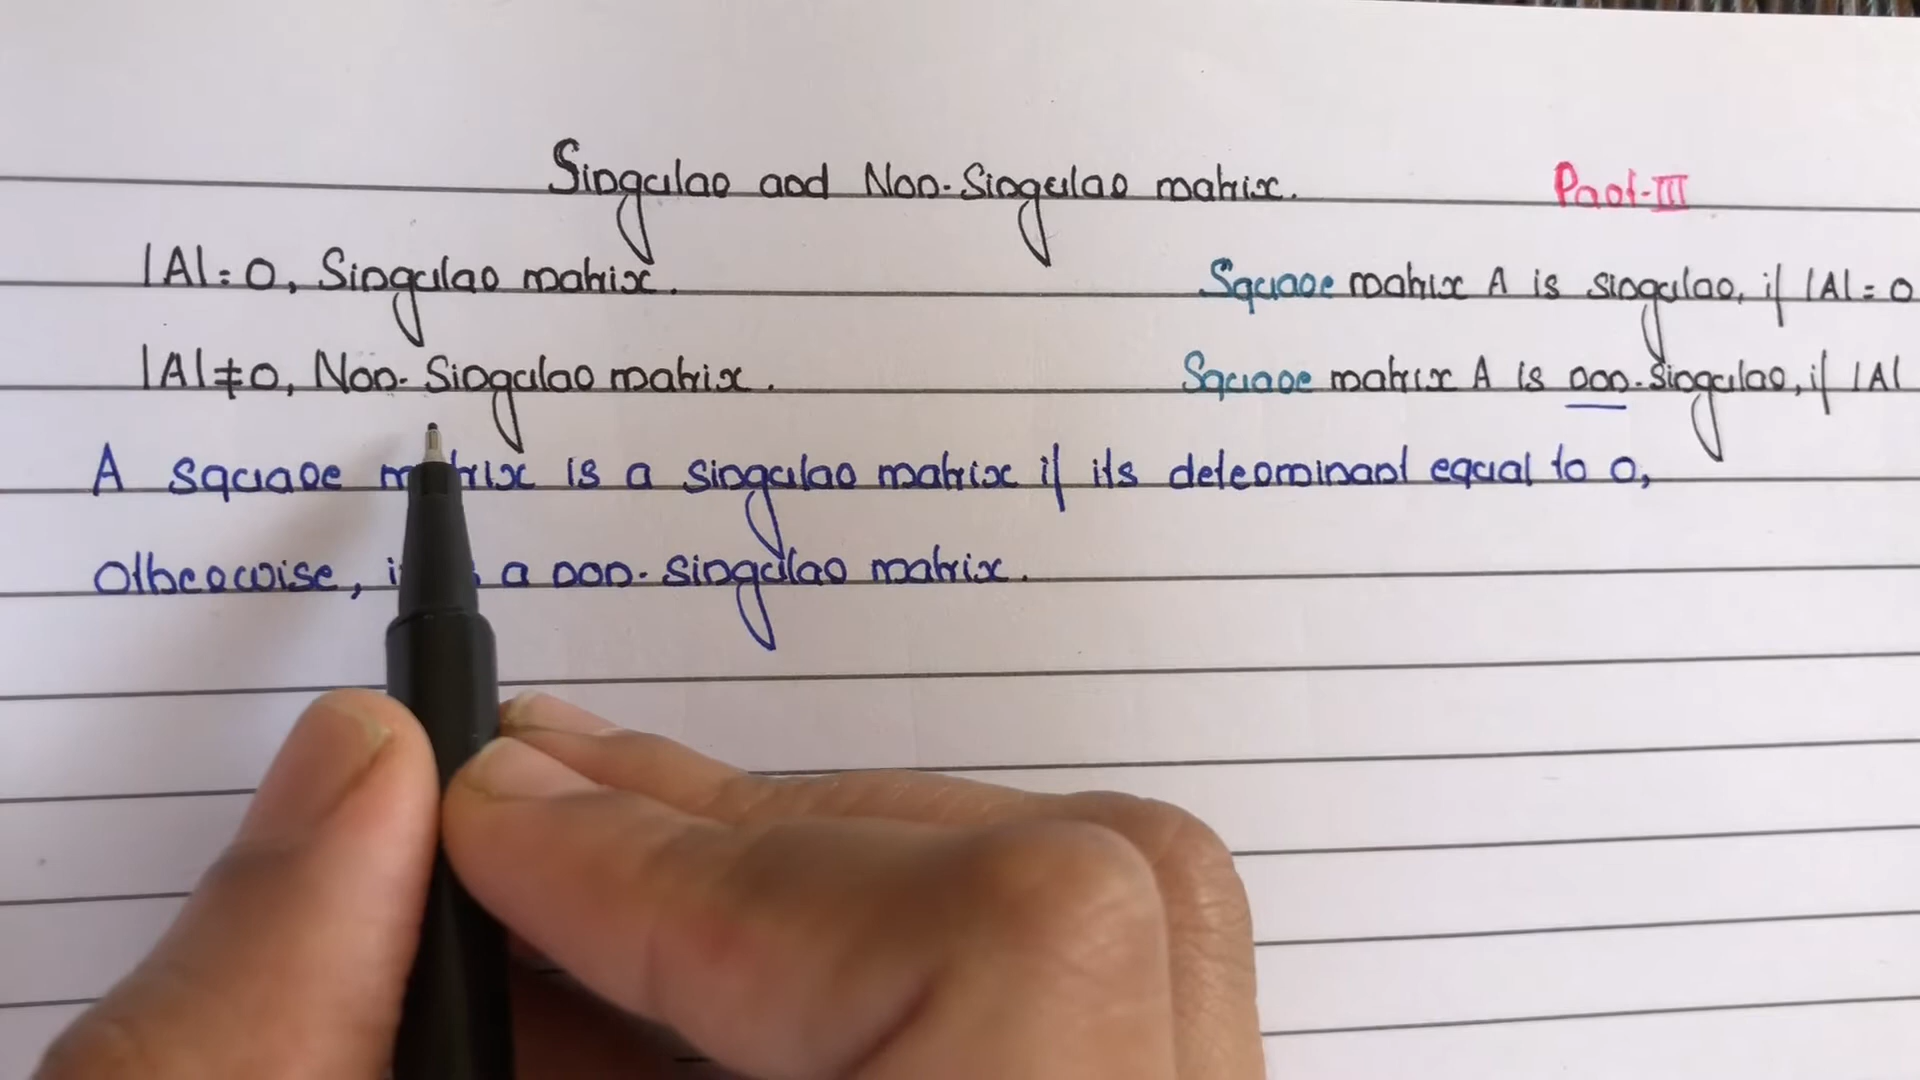 Singular and Non-Singular matrix.
Part-III
|A| = 0, Singular matrix.
Square matrix A is singular, if |A| = 0
|A| ≠ 0, Non-Singular matrix.
Square matrix A is non-singular, if |A|
A square matrix is a singular matrix if its determinant equal to 0,
Otherwise, a non-singular matrix.